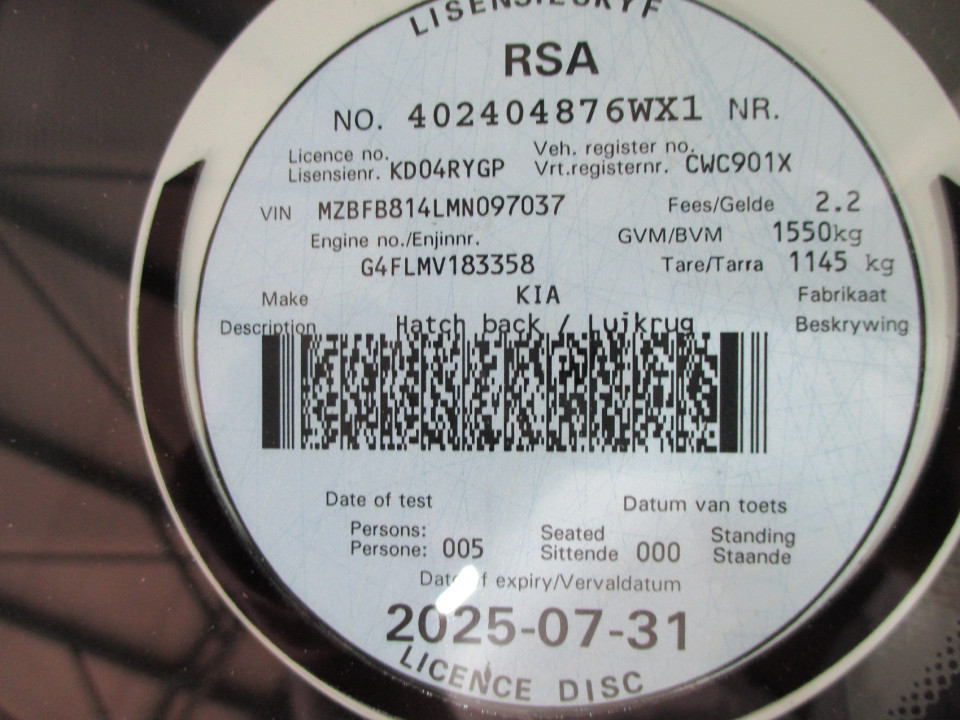 LISENSIESKYF
RSA
NO. 402404876WX1 NR.
Licence no. Veh. register no.
Lisensienr. KD04RYGP Vrt.registernr. CWC901X
VIN MZBFB814LMN097037 Fees/Gelde 2.2
Engine no./Enjinnr. GVM/BVM 1550kg
G4FLMV183358 Tare/Tarra 1145 kg
Make KIA Fabrikaat
Description Hatch back / Luikrug Beskrywing
Date of test Datum van toets
Persons: Seated Standing
Persone: 005 Sittende 000 Staande
Date of expiry/Vervaldatum
2025-07-31
LICENCE DISC